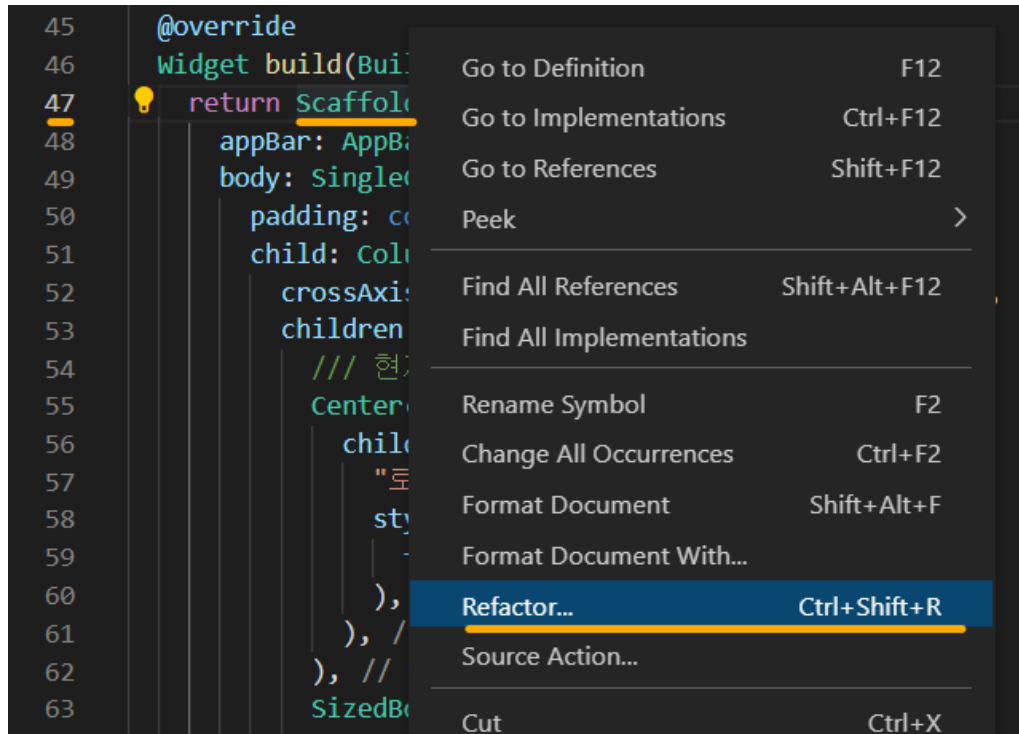 45 @override
46 Widget build(Bui
47 return Scaffold
48 appBar: AppBa
49 body: Single
50 padding: co
51 child: Colu
52 crossAxis
53 children
54 /// 현
55 Center
56 child
57 "로
58 sty
59
60 ),
61 ), /
62 ), //
63 SizedBo
Go to Definition F12
Go to Implementations Ctrl+F12
Go to References Shift+F12
Peek >
Find All References Shift+Alt+F12
Find All Implementations
Rename Symbol F2
Change All Occurrences Ctrl+F2
Format Document Shift+Alt+F
Format Document With...
Refactor... Ctrl+Shift+R
Source Action...
Cut Ctrl+X